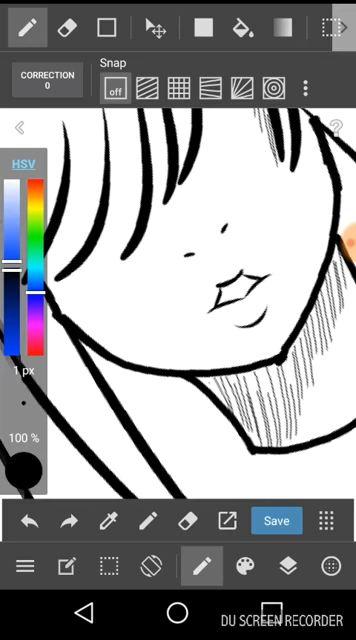 CORRECTION
0
Snap
off
?
HSV
1 px
100 %
Save
DU SCREEN RECORDER